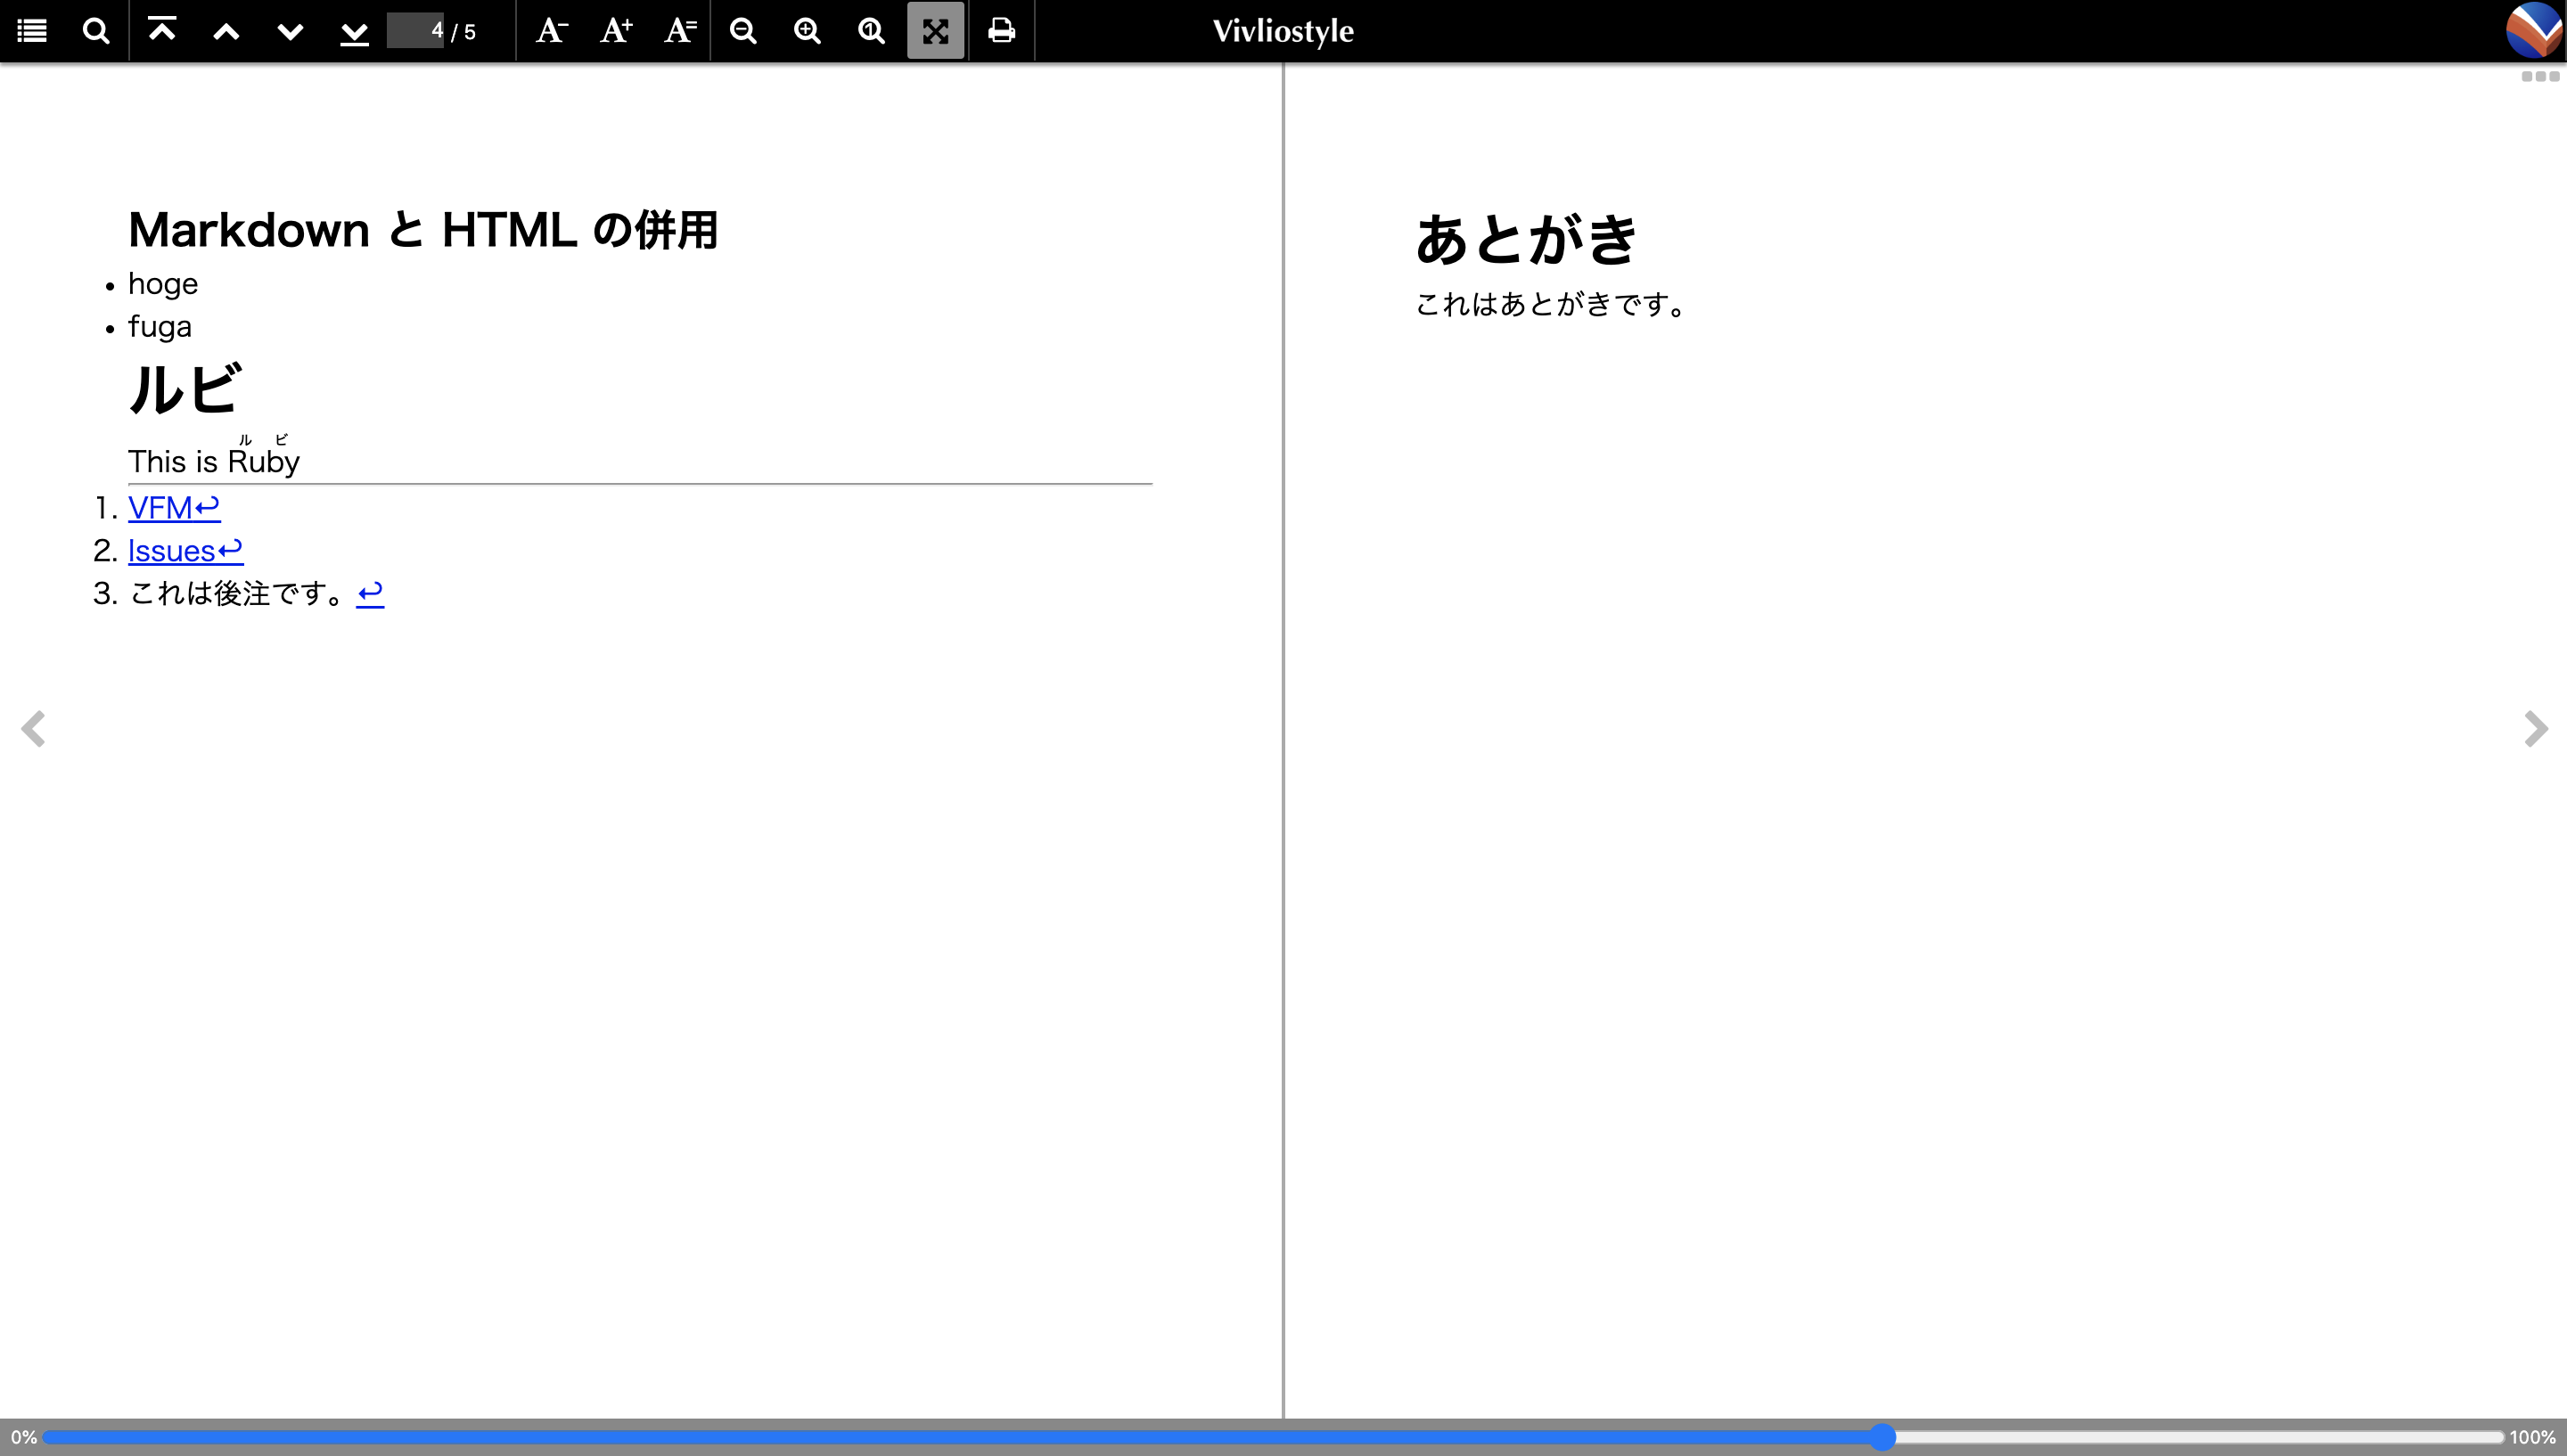 4 / 5
A− A+ A=
Vivliostyle
Markdown と HTML の併用
• hoge
• fuga
ルビ
ル ビ
This is Ruby
1. VFM↩
2. Issues↩
3. これは後注です。↩
あとがき
これはあとがきです。
0%
100%